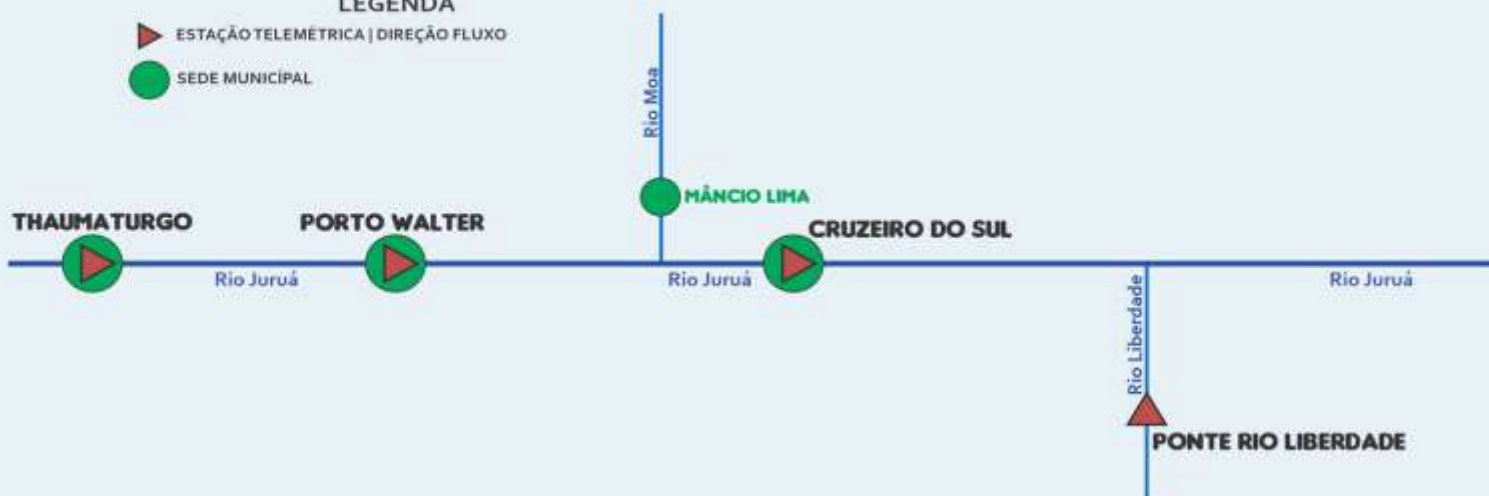 LEGENDA
ESTAÇÃO TELEMÉTRICA | DIREÇÃO FLUXO
SEDE MUNICÍPAL
Rio Moa
MÂNCIO LIMA
THAUMATURGO
PORTO WALTER
CRUZEIRO DO SUL
Rio Juruá
Rio Juruá
Rio Juruá
Rio Liberdade
PONTE RIO LIBERDADE